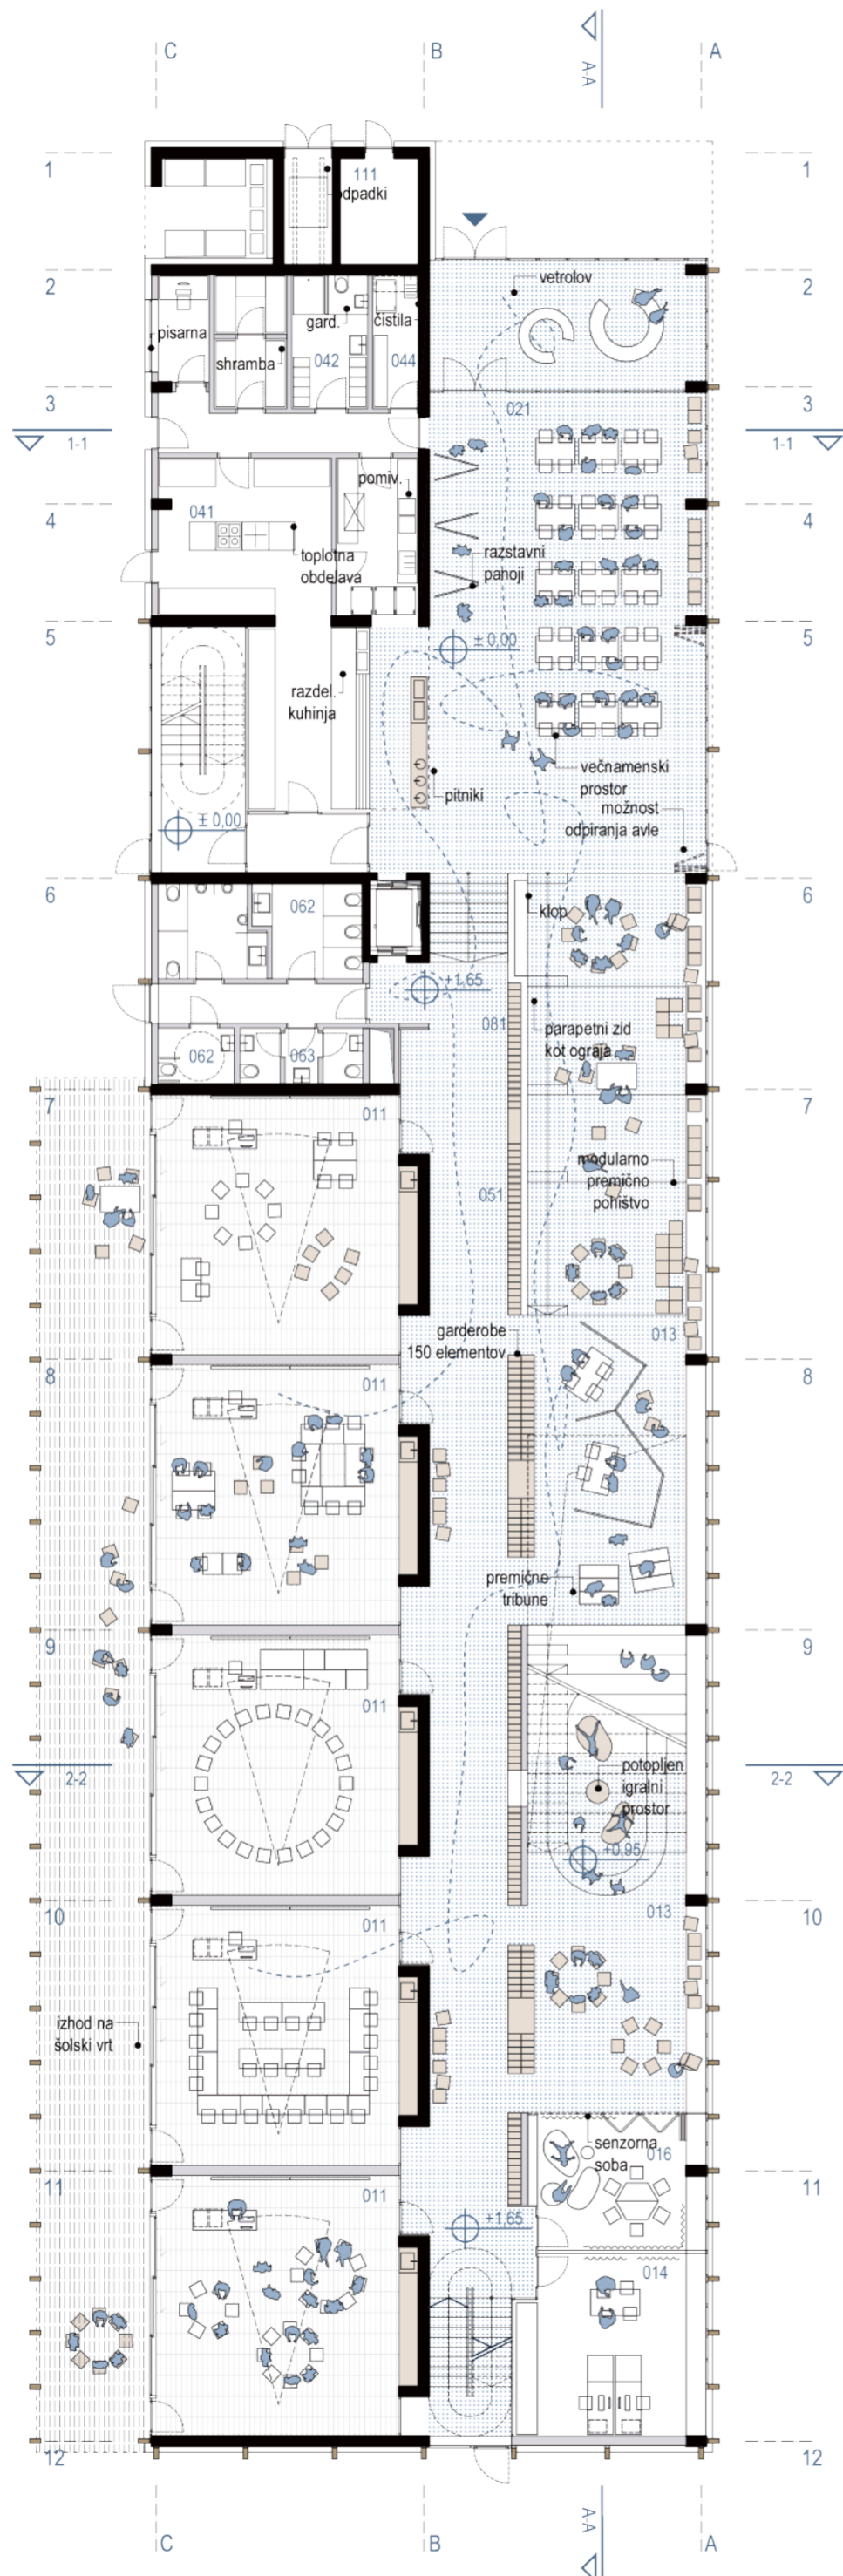 C
B
A-A
A
1
1
111
odpadki
2
2
vetrolov
pisarna
gard.
čistila
shramba
042
044
3
3
021
1-1
1-1
pomiv.
4
4
041
toplotna
obdelava
razstavni
panoji
5
5
± 0,00
razdel.
kuhinja
večnamenski
prostor
pitniki
možnost
odpiranja avle
± 0,00
6
6
062
klop
+1,65
081
parapetni zid
kot ograja
062
063
7
7
011
modularno
premično
pohištvo
051
garderobe
150 elementov
013
8
8
011
premične
tribune
9
9
011
potopljen
igralni
prostor
2-2
2-2
+0,95
10
10
011
013
izhod na
šolski vrt
senzorna
soba
016
11
11
011
+1,65
014
12
12
C
B
A-A
A